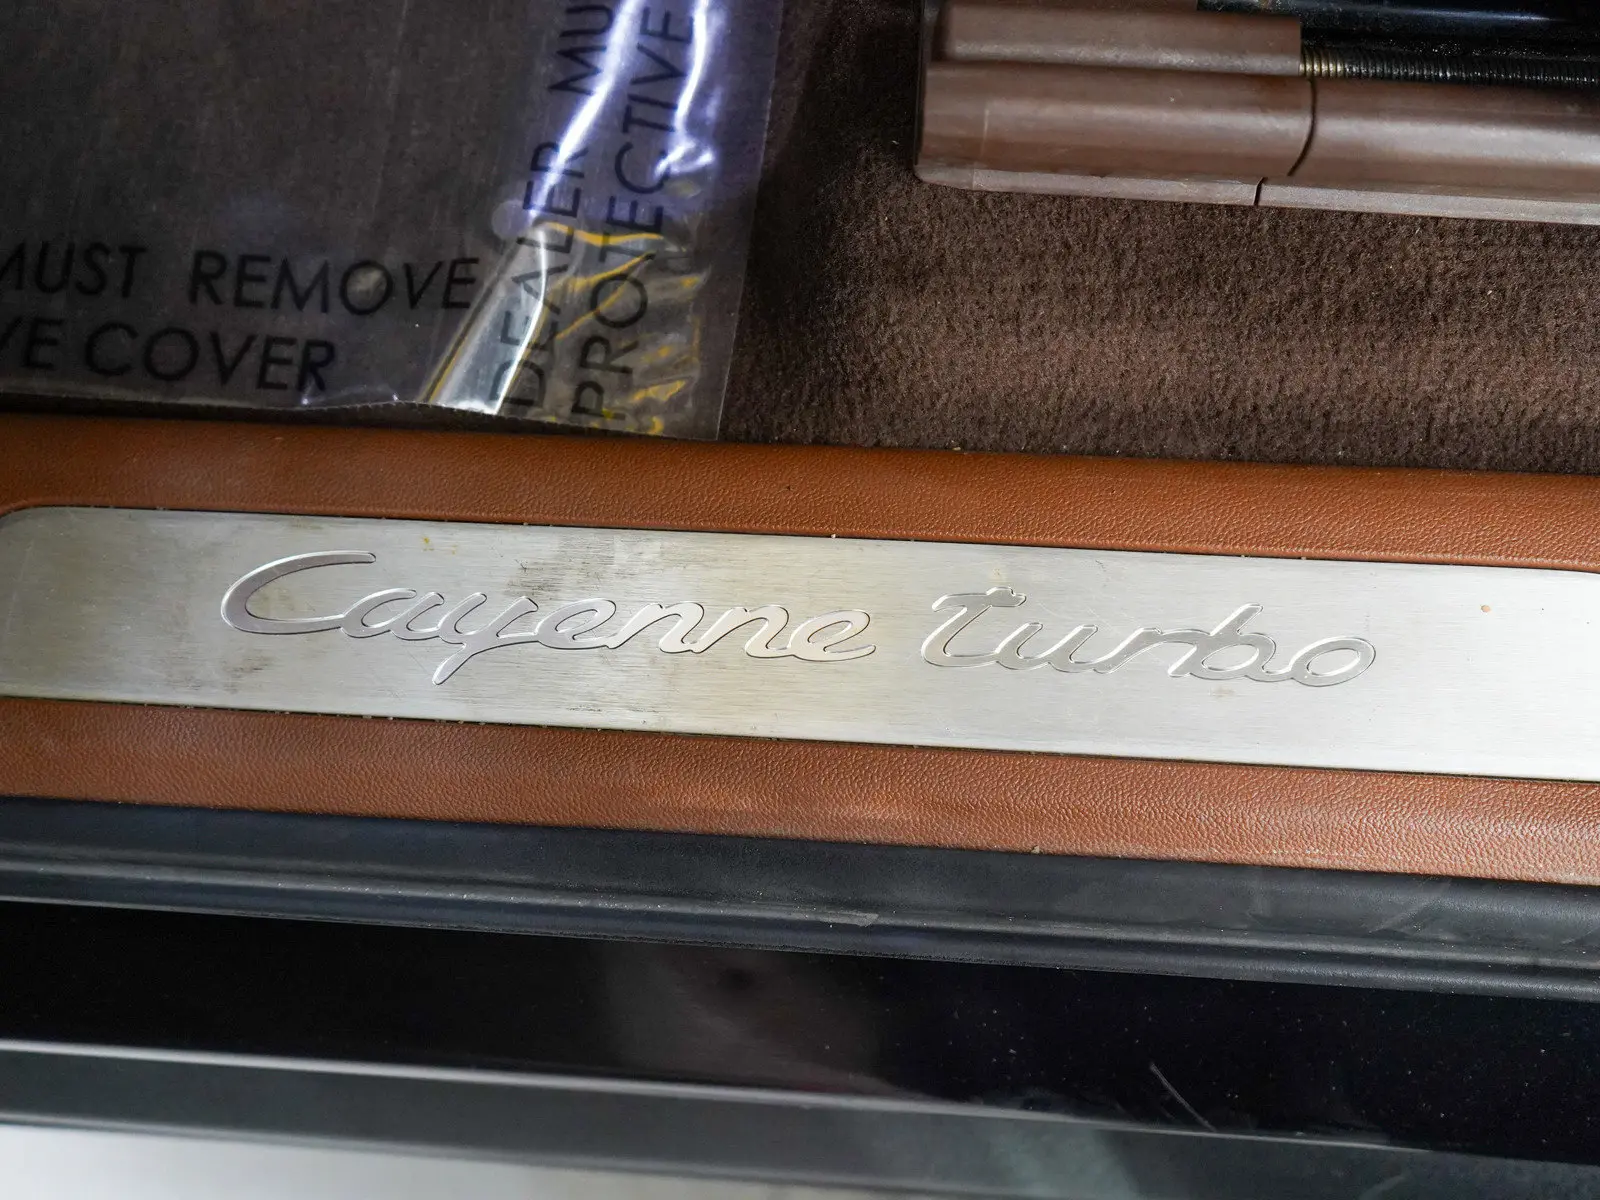 MUST REMOVE
VE COVER
DEALER MU
PROTECTIVE
Cayenne turbo